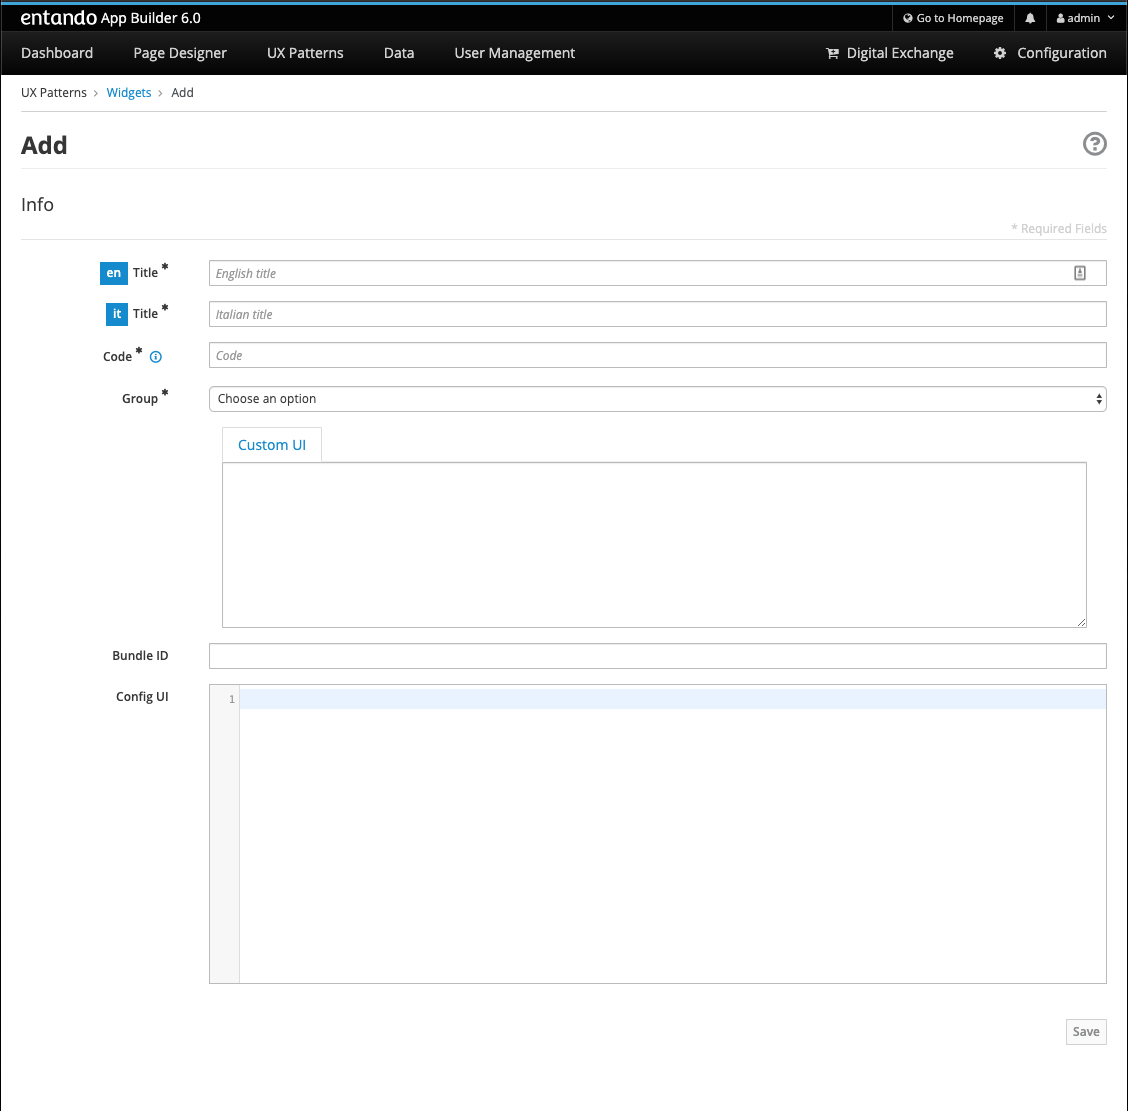 entando App Builder 6.0 Go to Homepage admin
Dashboard Page Designer UX Patterns Data User Management Digital Exchange Configuration
UX Patterns > Widgets > Add
Add
Info
* Required Fields
en Title * English title
it Title * Italian title
Code * Code
Group * Choose an option
Custom UI
Bundle ID
Config UI 1
Save